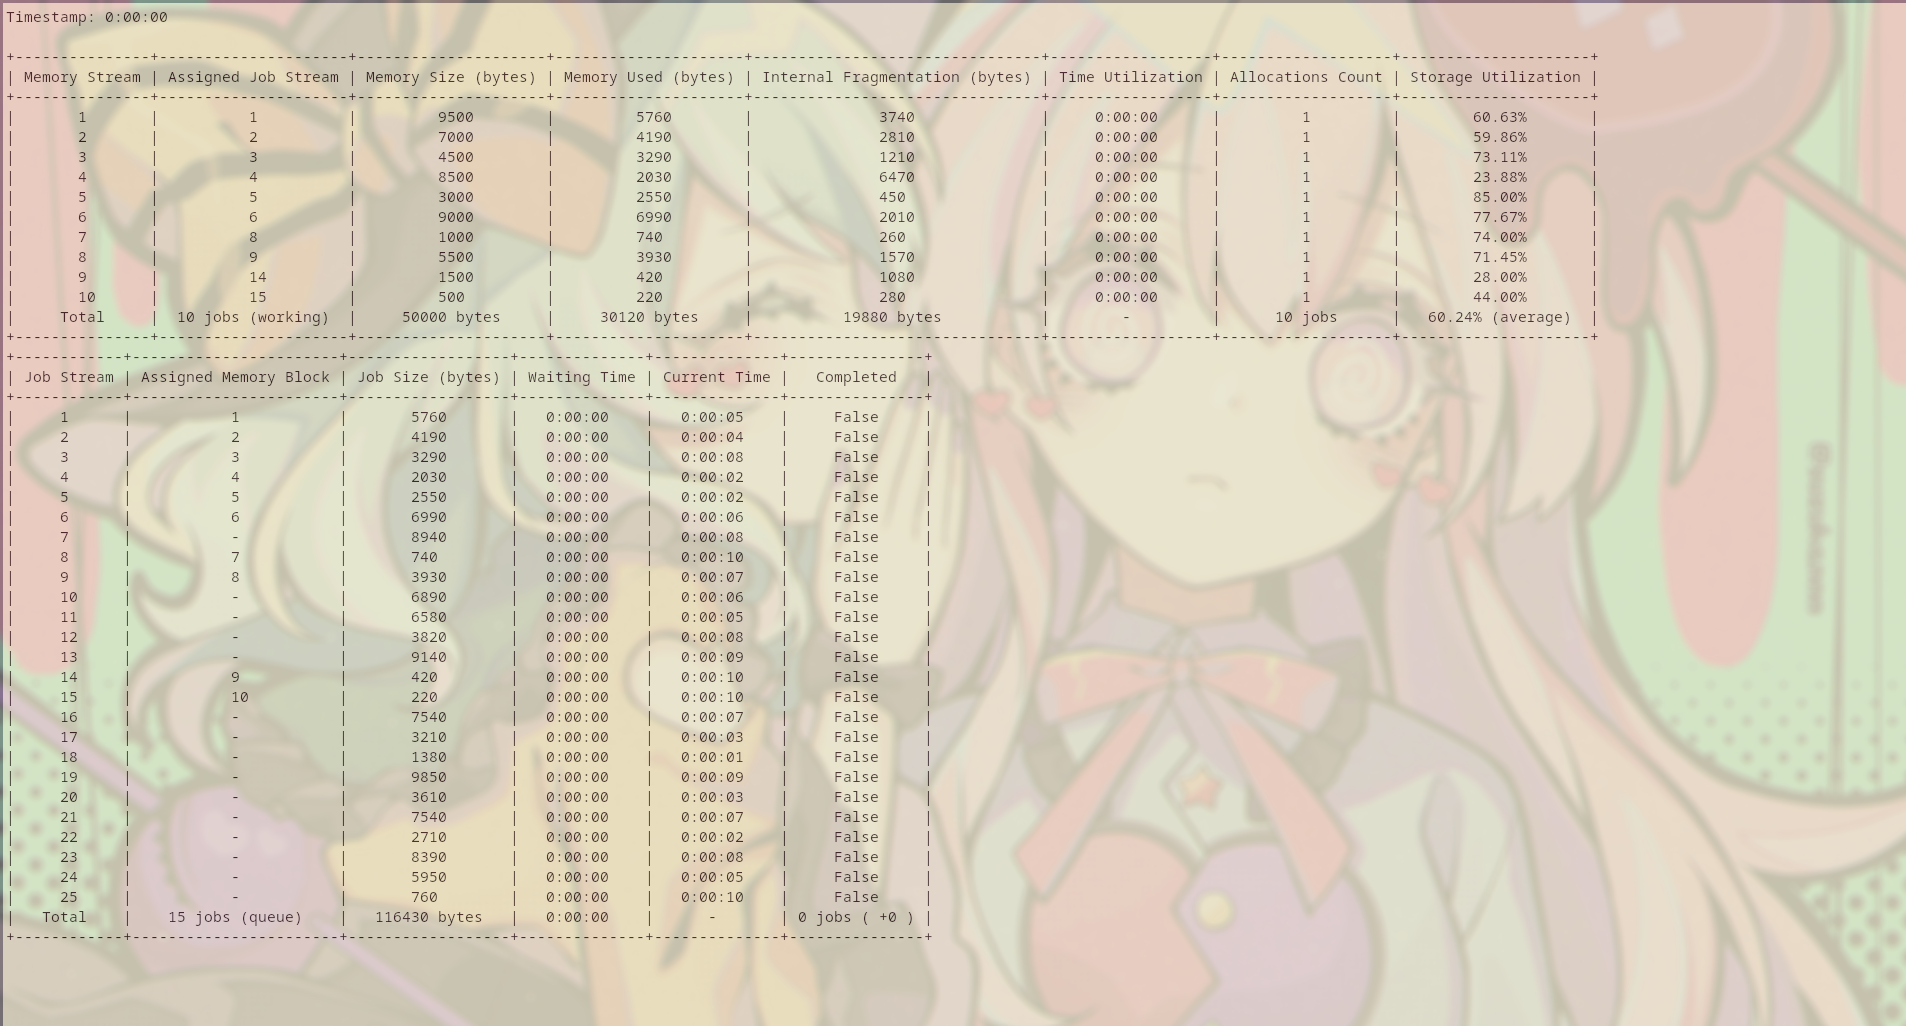 Timestamp: 0:00:00
+---------------+---------------------+---------------------+---------------------+--------------------------------+------------------+-------------------+---------------------+
| Memory Stream | Assigned Job Stream | Memory Size (bytes) | Memory Used (bytes) | Internal Fragmentation (bytes) | Time Utilization | Allocations Count | Storage Utilization |
+---------------+---------------------+---------------------+---------------------+--------------------------------+------------------+-------------------+---------------------+
| 1 | 1 | 9500 | 5760 | 3740 | 0:00:00 | 1 | 60.63% |
| 2 | 2 | 7000 | 4190 | 2810 | 0:00:00 | 1 | 59.86% |
| 3 | 3 | 4500 | 3290 | 1210 | 0:00:00 | 1 | 73.11% |
| 4 | 4 | 8500 | 2030 | 6470 | 0:00:00 | 1 | 23.88% |
| 5 | 5 | 3000 | 2550 | 450 | 0:00:00 | 1 | 85.00% |
| 6 | 6 | 9000 | 6990 | 2010 | 0:00:00 | 1 | 77.67% |
| 7 | 8 | 1000 | 740 | 260 | 0:00:00 | 1 | 74.00% |
| 8 | 9 | 5500 | 3930 | 1570 | 0:00:00 | 1 | 71.45% |
| 9 | 14 | 1500 | 420 | 1080 | 0:00:00 | 1 | 28.00% |
| 10 | 15 | 500 | 220 | 280 | 0:00:00 | 1 | 44.00% |
| Total | 10 jobs (working) | 50000 bytes | 30120 bytes | 19880 bytes | - | 10 jobs | 60.24% (average) |
+---------------+---------------------+---------------------+---------------------+--------------------------------+------------------+-------------------+---------------------+
+------------+-----------------------+------------------+--------------+--------------+---------------+
| Job Stream | Assigned Memory Block | Job Size (bytes) | Waiting Time | Current Time | Completed |
+------------+-----------------------+------------------+--------------+--------------+---------------+
| 1 | 1 | 5760 | 0:00:00 | 0:00:05 | False |
| 2 | 2 | 4190 | 0:00:00 | 0:00:04 | False |
| 3 | 3 | 3290 | 0:00:00 | 0:00:08 | False |
| 4 | 4 | 2030 | 0:00:00 | 0:00:02 | False |
| 5 | 5 | 2550 | 0:00:00 | 0:00:02 | False |
| 6 | 6 | 6990 | 0:00:00 | 0:00:06 | False |
| 7 | - | 8940 | 0:00:00 | 0:00:08 | False |
| 8 | 7 | 740 | 0:00:00 | 0:00:10 | False |
| 9 | 8 | 3930 | 0:00:00 | 0:00:07 | False |
| 10 | - | 6890 | 0:00:00 | 0:00:06 | False |
| 11 | - | 6580 | 0:00:00 | 0:00:05 | False |
| 12 | - | 3820 | 0:00:00 | 0:00:08 | False |
| 13 | - | 9140 | 0:00:00 | 0:00:09 | False |
| 14 | 9 | 420 | 0:00:00 | 0:00:10 | False |
| 15 | 10 | 220 | 0:00:00 | 0:00:10 | False |
| 16 | - | 7540 | 0:00:00 | 0:00:07 | False |
| 17 | - | 3210 | 0:00:00 | 0:00:03 | False |
| 18 | - | 1380 | 0:00:00 | 0:00:01 | False |
| 19 | - | 9850 | 0:00:00 | 0:00:09 | False |
| 20 | - | 3610 | 0:00:00 | 0:00:03 | False |
| 21 | - | 7540 | 0:00:00 | 0:00:07 | False |
| 22 | - | 2710 | 0:00:00 | 0:00:02 | False |
| 23 | - | 8390 | 0:00:00 | 0:00:08 | False |
| 24 | - | 5950 | 0:00:00 | 0:00:05 | False |
| 25 | - | 760 | 0:00:00 | 0:00:10 | False |
| Total | 15 jobs (queue) | 116430 bytes | 0:00:00 | - | 0 jobs ( +0 ) |
+------------+-----------------------+------------------+--------------+--------------+---------------+